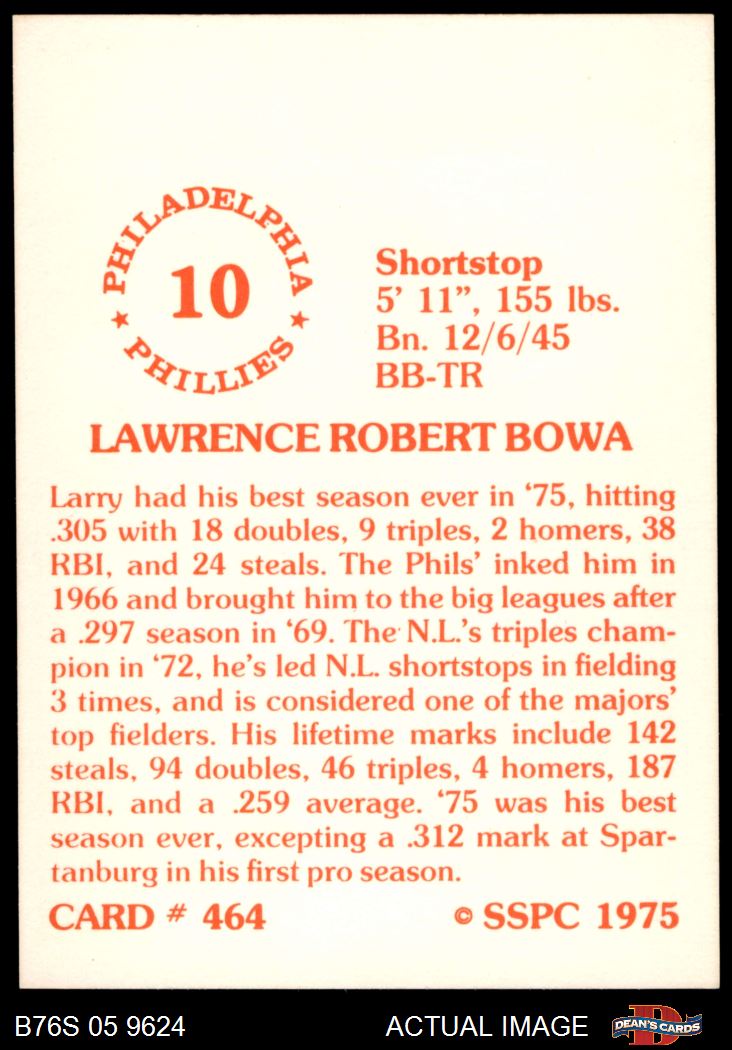 PHILADELPHIA
10
★ PHILLIES ★
Shortstop
5’ 11”, 155 lbs.
Bn. 12/6/45
BB-TR
LAWRENCE ROBERT BOWA
Larry had his best season ever in ‘75, hitting
.305 with 18 doubles, 9 triples, 2 homers, 38
RBI, and 24 steals. The Phils’ inked him in
1966 and brought him to the big leagues after
a .297 season in ‘69. The N.L.’s triples cham-
pion in ‘72, he’s led N.L. shortstops in fielding
3 times, and is considered one of the majors’
top fielders. His lifetime marks include 142
steals, 94 doubles, 46 triples, 4 homers, 187
RBI, and a .259 average. ‘75 was his best
season ever, excepting a .312 mark at Spar-
tanburg in his first pro season.
CARD # 464 © SSPC 1975
B76S 05 9624 ACTUAL IMAGE DEAN'S CARDS